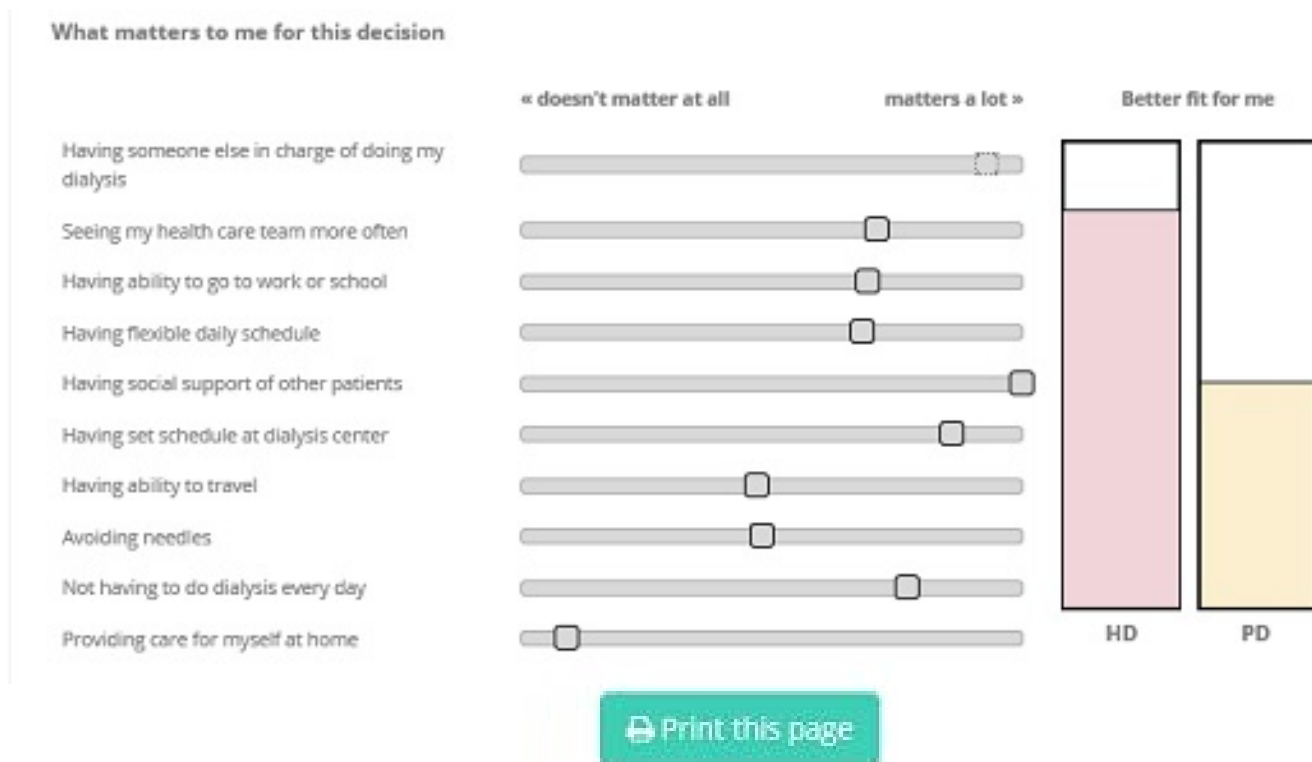 What matters to me for this decision
« doesn't matter at all
matters a lot »
Better fit for me
Having someone else in charge of doing my
dialysis
Seeing my health care team more often
Having ability to go to work or school
Having flexible daily schedule
Having social support of other patients
Having set schedule at dialysis center
Having ability to travel
Avoiding needles
Not having to do dialysis every day
Providing care for myself at home
HD
PD
Print this page